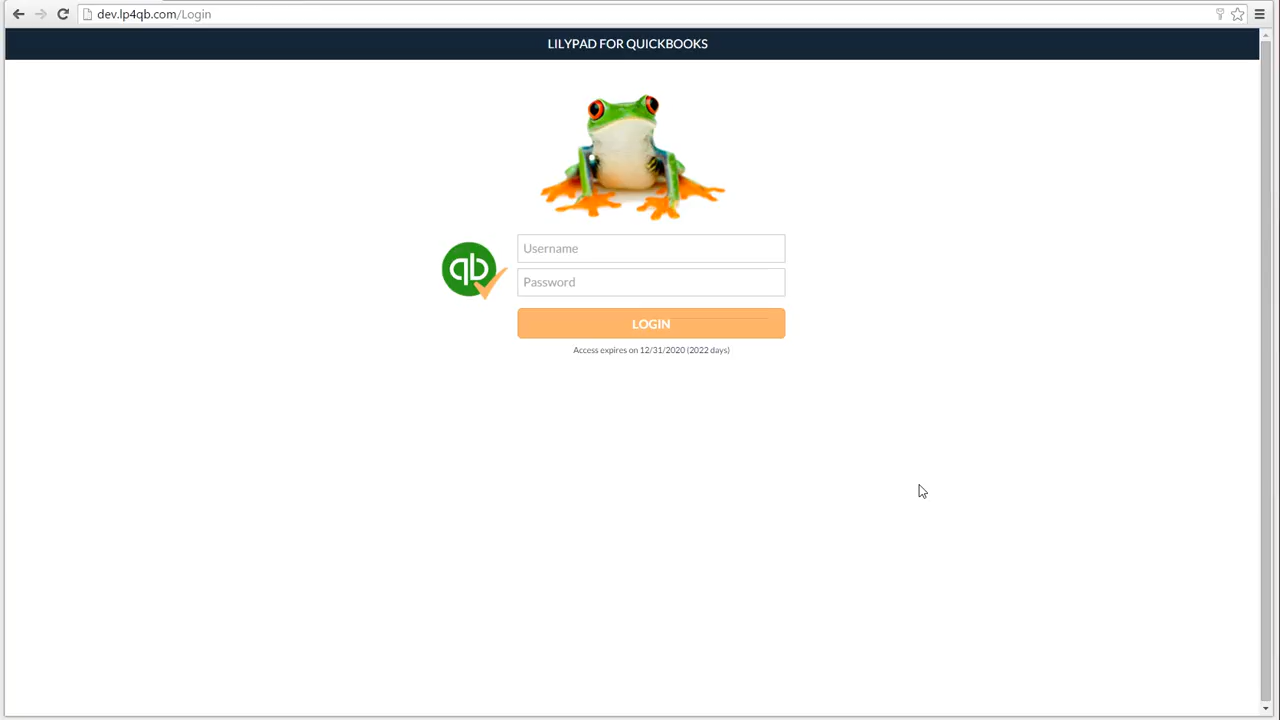 dev.lp4qb.com/Login
LILYPAD FOR QUICKBOOKS
Username
qb
Password
LOGIN
Access expires on 12/31/2020 (2022 days)